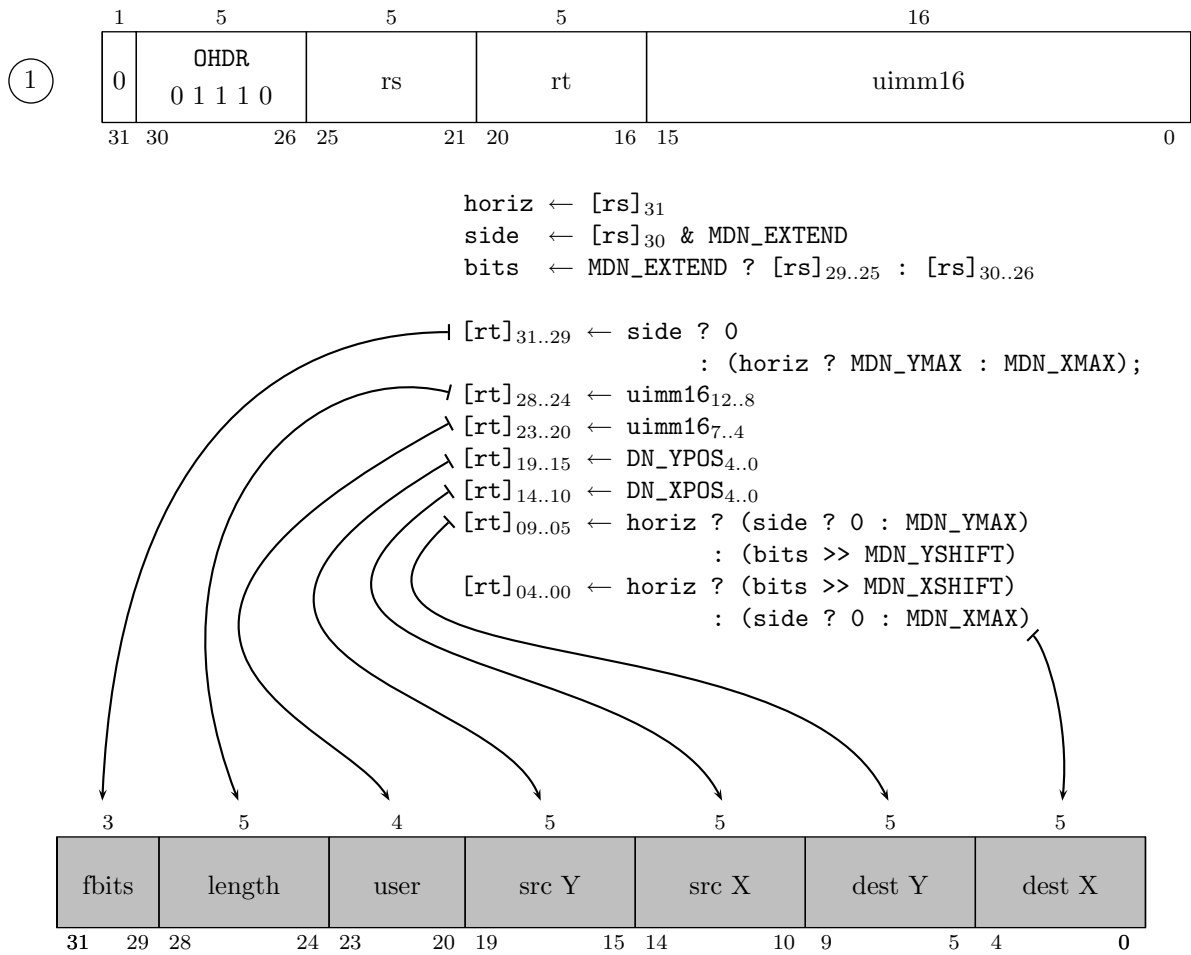 1 5 5 5 16
1 0 OHDR rs rt uimm16
0 1 1 1 0
31 30 26 25 21 20 16 15 0
horiz ← [rs]31
side ← [rs]30 & MDN_EXTEND
bits ← MDN_EXTEND ? [rs]29..25 : [rs]30..26
[rt]31..29 ← side ? 0
: (horiz ? MDN_YMAX : MDN_XMAX);
[rt]28..24 ← uimm1612..8
[rt]23..20 ← uimm167..4
[rt]19..15 ← DN_YPOS4..0
[rt]14..10 ← DN_XPOS4..0
[rt]09..05 ← horiz ? (side ? 0 : MDN_YMAX)
: (bits >> MDN_YSHIFT)
[rt]04..00 ← horiz ? (bits >> MDN_XSHIFT)
: (side ? 0 : MDN_XMAX)
3 5 4 5 5 5 5
fbits length user src Y src X dest Y dest X
31 29 28 24 23 20 19 15 14 10 9 5 4 0